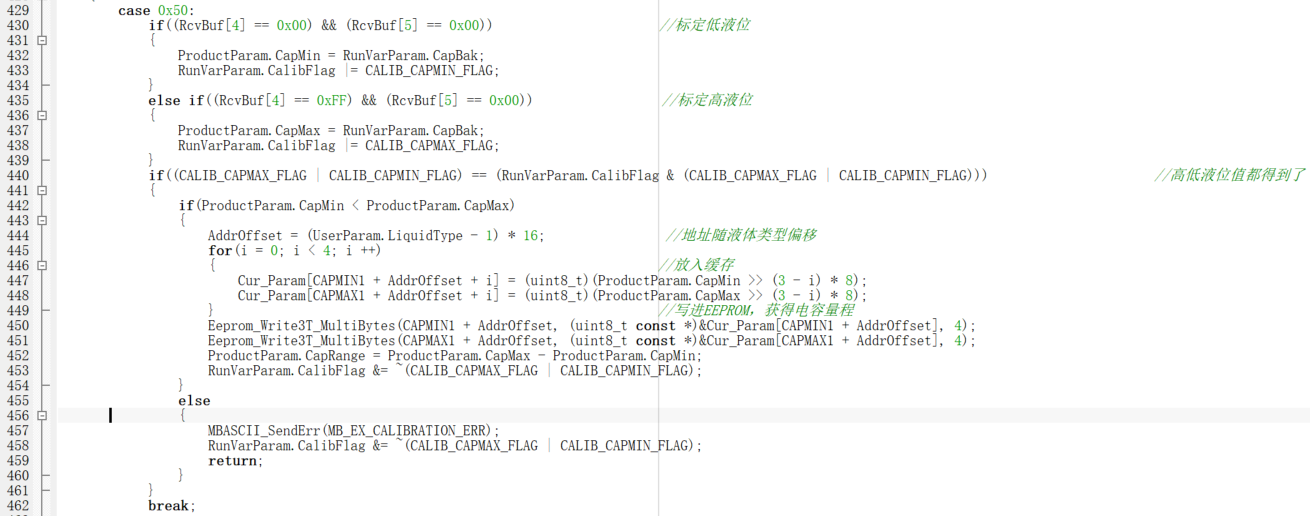 429 case 0x50:
430 if((RcvBuf[4] == 0x00) && (RcvBuf[5] == 0x00)) //标定低液位
431 {
432 ProductParam.CapMin = RunVarParam.CapBak;
433 RunVarParam.CalibFlag |= CALIB_CAPMIN_FLAG;
434 }
435 else if((RcvBuf[4] == 0xFF) && (RcvBuf[5] == 0x00)) //标定高液位
436 {
437 ProductParam.CapMax = RunVarParam.CapBak;
438 RunVarParam.CalibFlag |= CALIB_CAPMAX_FLAG;
439 }
440 if((CALIB_CAPMAX_FLAG | CALIB_CAPMIN_FLAG) == (RunVarParam.CalibFlag & (CALIB_CAPMAX_FLAG | CALIB_CAPMIN_FLAG))) //高低液位值都得到了
441 {
442 if(ProductParam.CapMin < ProductParam.CapMax)
443 {
444 AddrOffset = (UserParam.LiquidType - 1) * 16; //地址随液体类型偏移
445 for(i = 0; i < 4; i ++)
446 { //放入缓存
447 Cur_Param[CAPMIN1 + AddrOffset + i] = (uint8_t)(ProductParam.CapMin >> (3 - i) * 8);
448 Cur_Param[CAPMAX1 + AddrOffset + i] = (uint8_t)(ProductParam.CapMax >> (3 - i) * 8);
449 } //写进EEPROM，获得电容量程
450 Eeprom_Write3T_MultiBytes(CAPMIN1 + AddrOffset, (uint8_t const *)&Cur_Param[CAPMIN1 + AddrOffset], 4);
451 Eeprom_Write3T_MultiBytes(CAPMAX1 + AddrOffset, (uint8_t const *)&Cur_Param[CAPMAX1 + AddrOffset], 4);
452 ProductParam.CapRange = ProductParam.CapMax - ProductParam.CapMin;
453 RunVarParam.CalibFlag &= ~(CALIB_CAPMAX_FLAG | CALIB_CAPMIN_FLAG);
454 }
455 else
456 {
457 MBASCII_SendErr(MB_EX_CALIBRATION_ERR);
458 RunVarParam.CalibFlag &= ~(CALIB_CAPMAX_FLAG | CALIB_CAPMIN_FLAG);
459 return;
460 }
461 }
462 break;